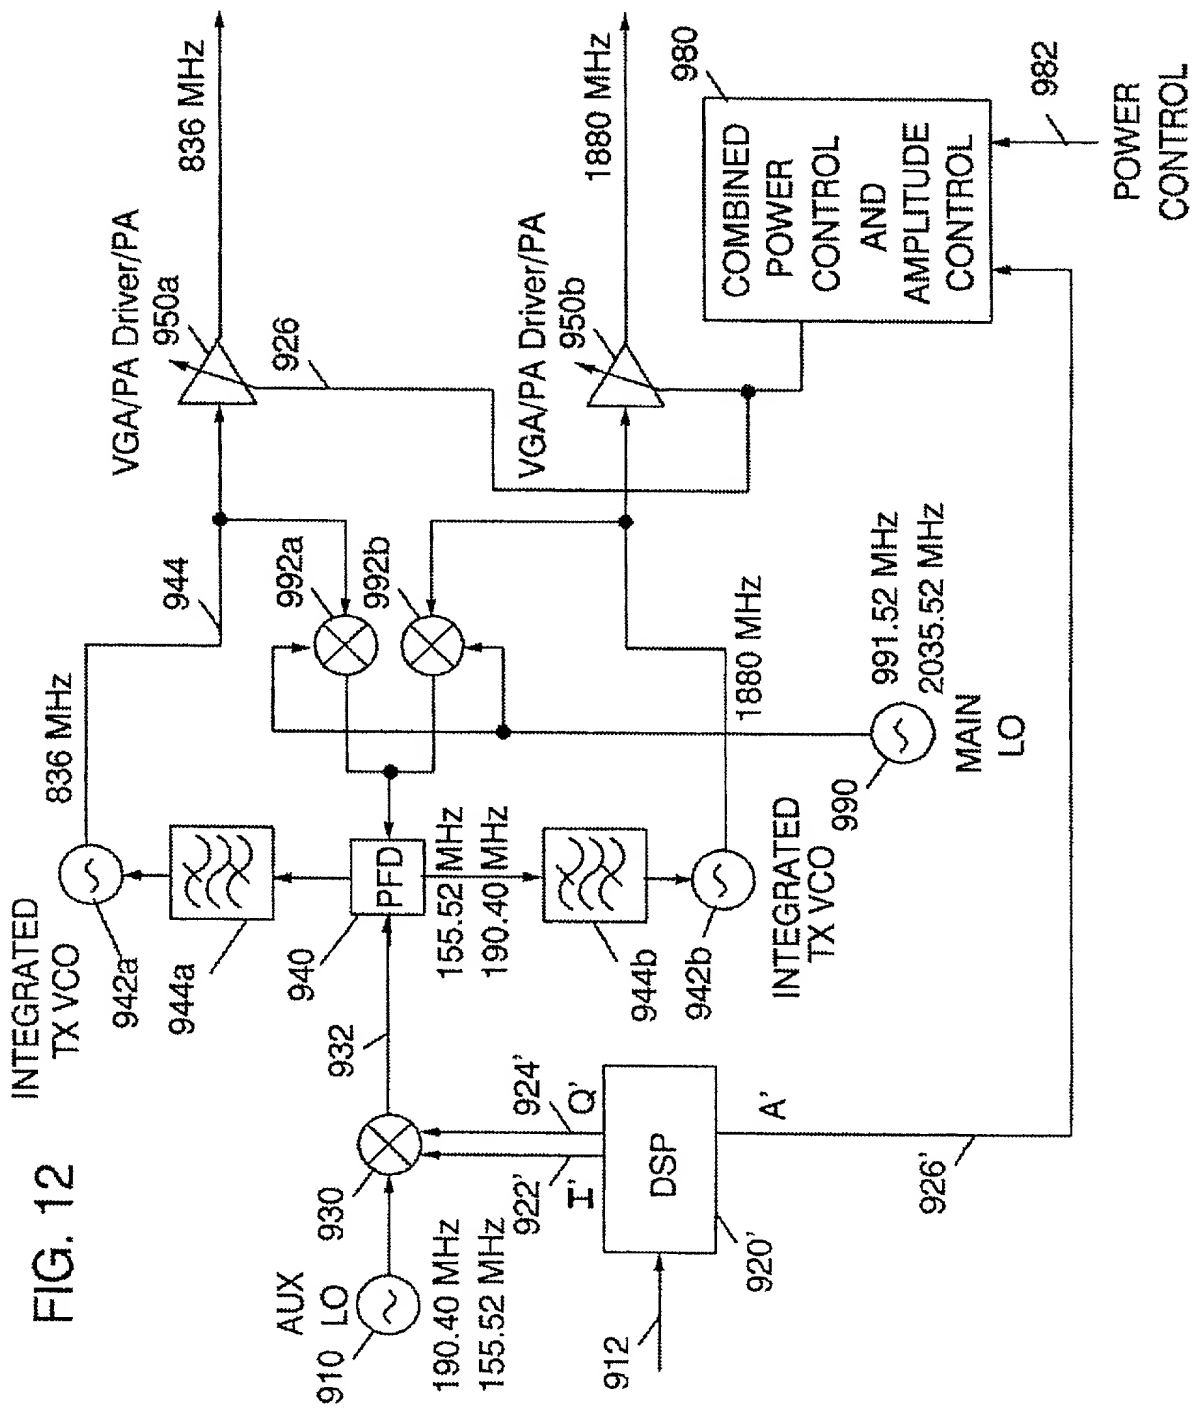 FIG. 12
INTEGRATED
TX VCO
942a
836 MHz
944
VGA/PA Driver/PA
950a
836 MHz
944a
926
992a
992b
AUX
LO
910
930
932
940
PFD
190.40 MHz
155.52 MHz
155.52 MHz
190.40 MHz
VGA/PA Driver/PA
950b
1880 MHz
922'
924'
I'
Q'
944b
942b
INTEGRATED
TX VCO
1880 MHz
912
DSP
920'
A'
926'
990
991.52 MHz
2035.52 MHz
MAIN
LO
980
COMBINED
POWER
CONTROL
AND
AMPLITUDE
CONTROL
982
POWER
CONTROL